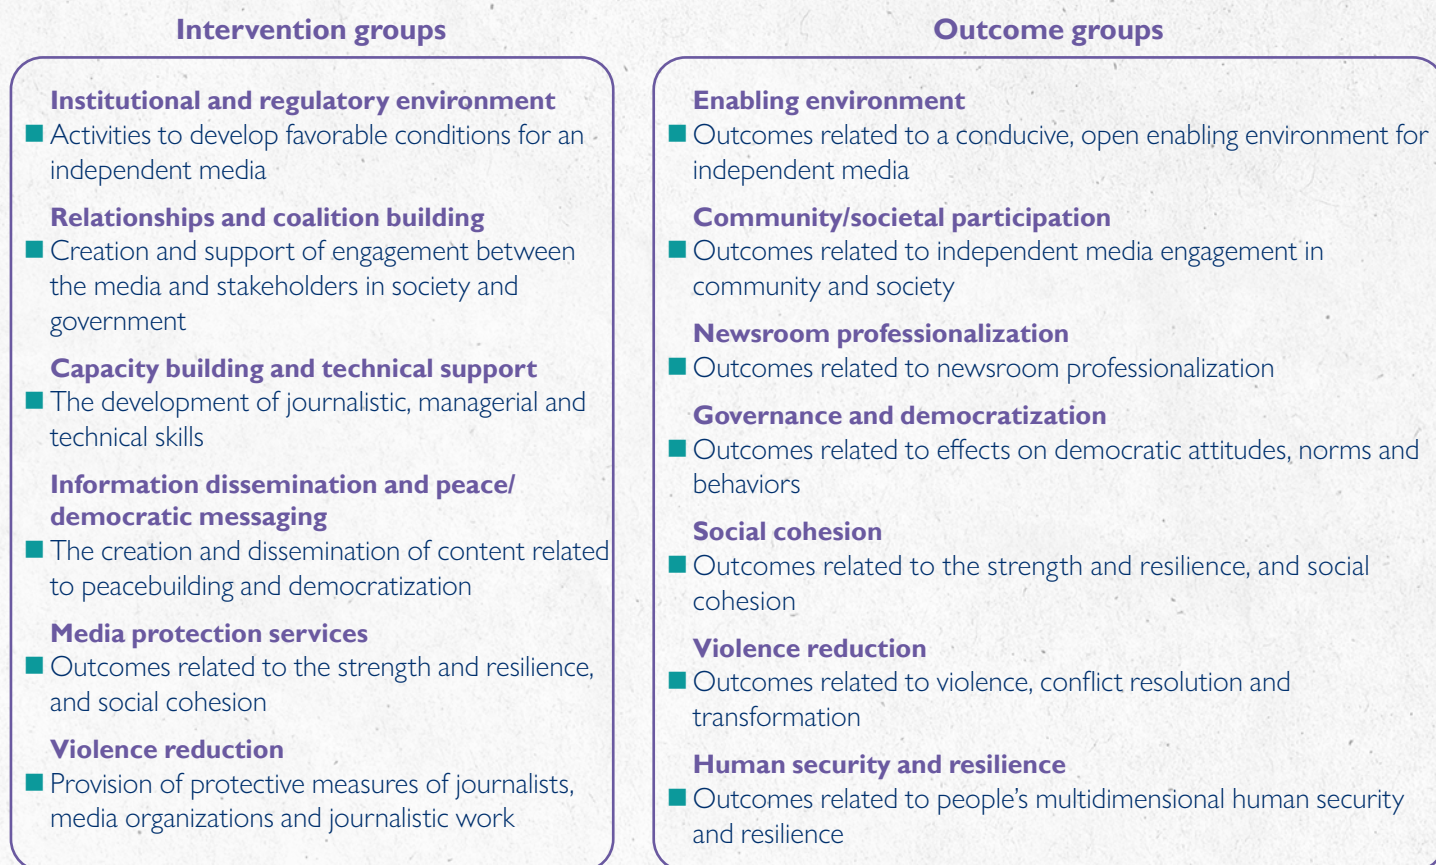 Intervention groups
Institutional and regulatory environment
Activities to develop favorable conditions for an
independent media
Relationships and coalition building
Creation and support of engagement between
the media and stakeholders in society and
government
Capacity building and technical support
The development of journalistic, managerial and
technical skills
Information dissemination and peace/
democratic messaging
The creation and dissemination of content related
to peacebuilding and democratization
Media protection services
Outcomes related to the strength and resilience,
and social cohesion
Violence reduction
Provision of protective measures of journalists,
media organizations and journalistic work
Outcome groups
Enabling environment
Outcomes related to a conducive, open enabling environment for
independent media
Community/societal participation
Outcomes related to independent media engagement in
community and society
Newsroom professionalization
Outcomes related to newsroom professionalization
Governance and democratization
Outcomes related to effects on democratic attitudes, norms and
behaviors
Social cohesion
Outcomes related to the strength and resilience, and social
cohesion
Violence reduction
Outcomes related to violence, conflict resolution and
transformation
Human security and resilience
Outcomes related to people’s multidimensional human security
and resilience